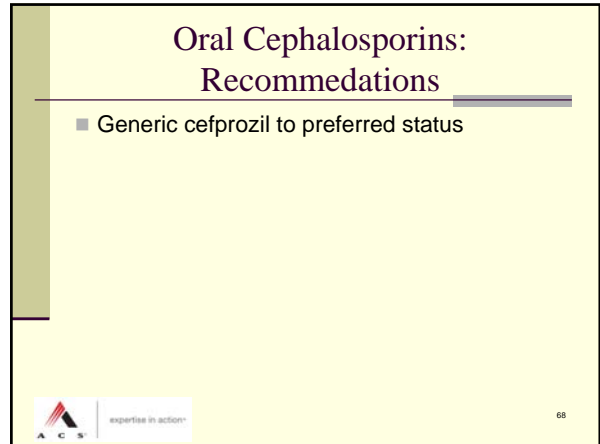 Oral Cephalosporins:
Recommedations
Generic cefprozil to preferred status
A C S
expertise in action
68